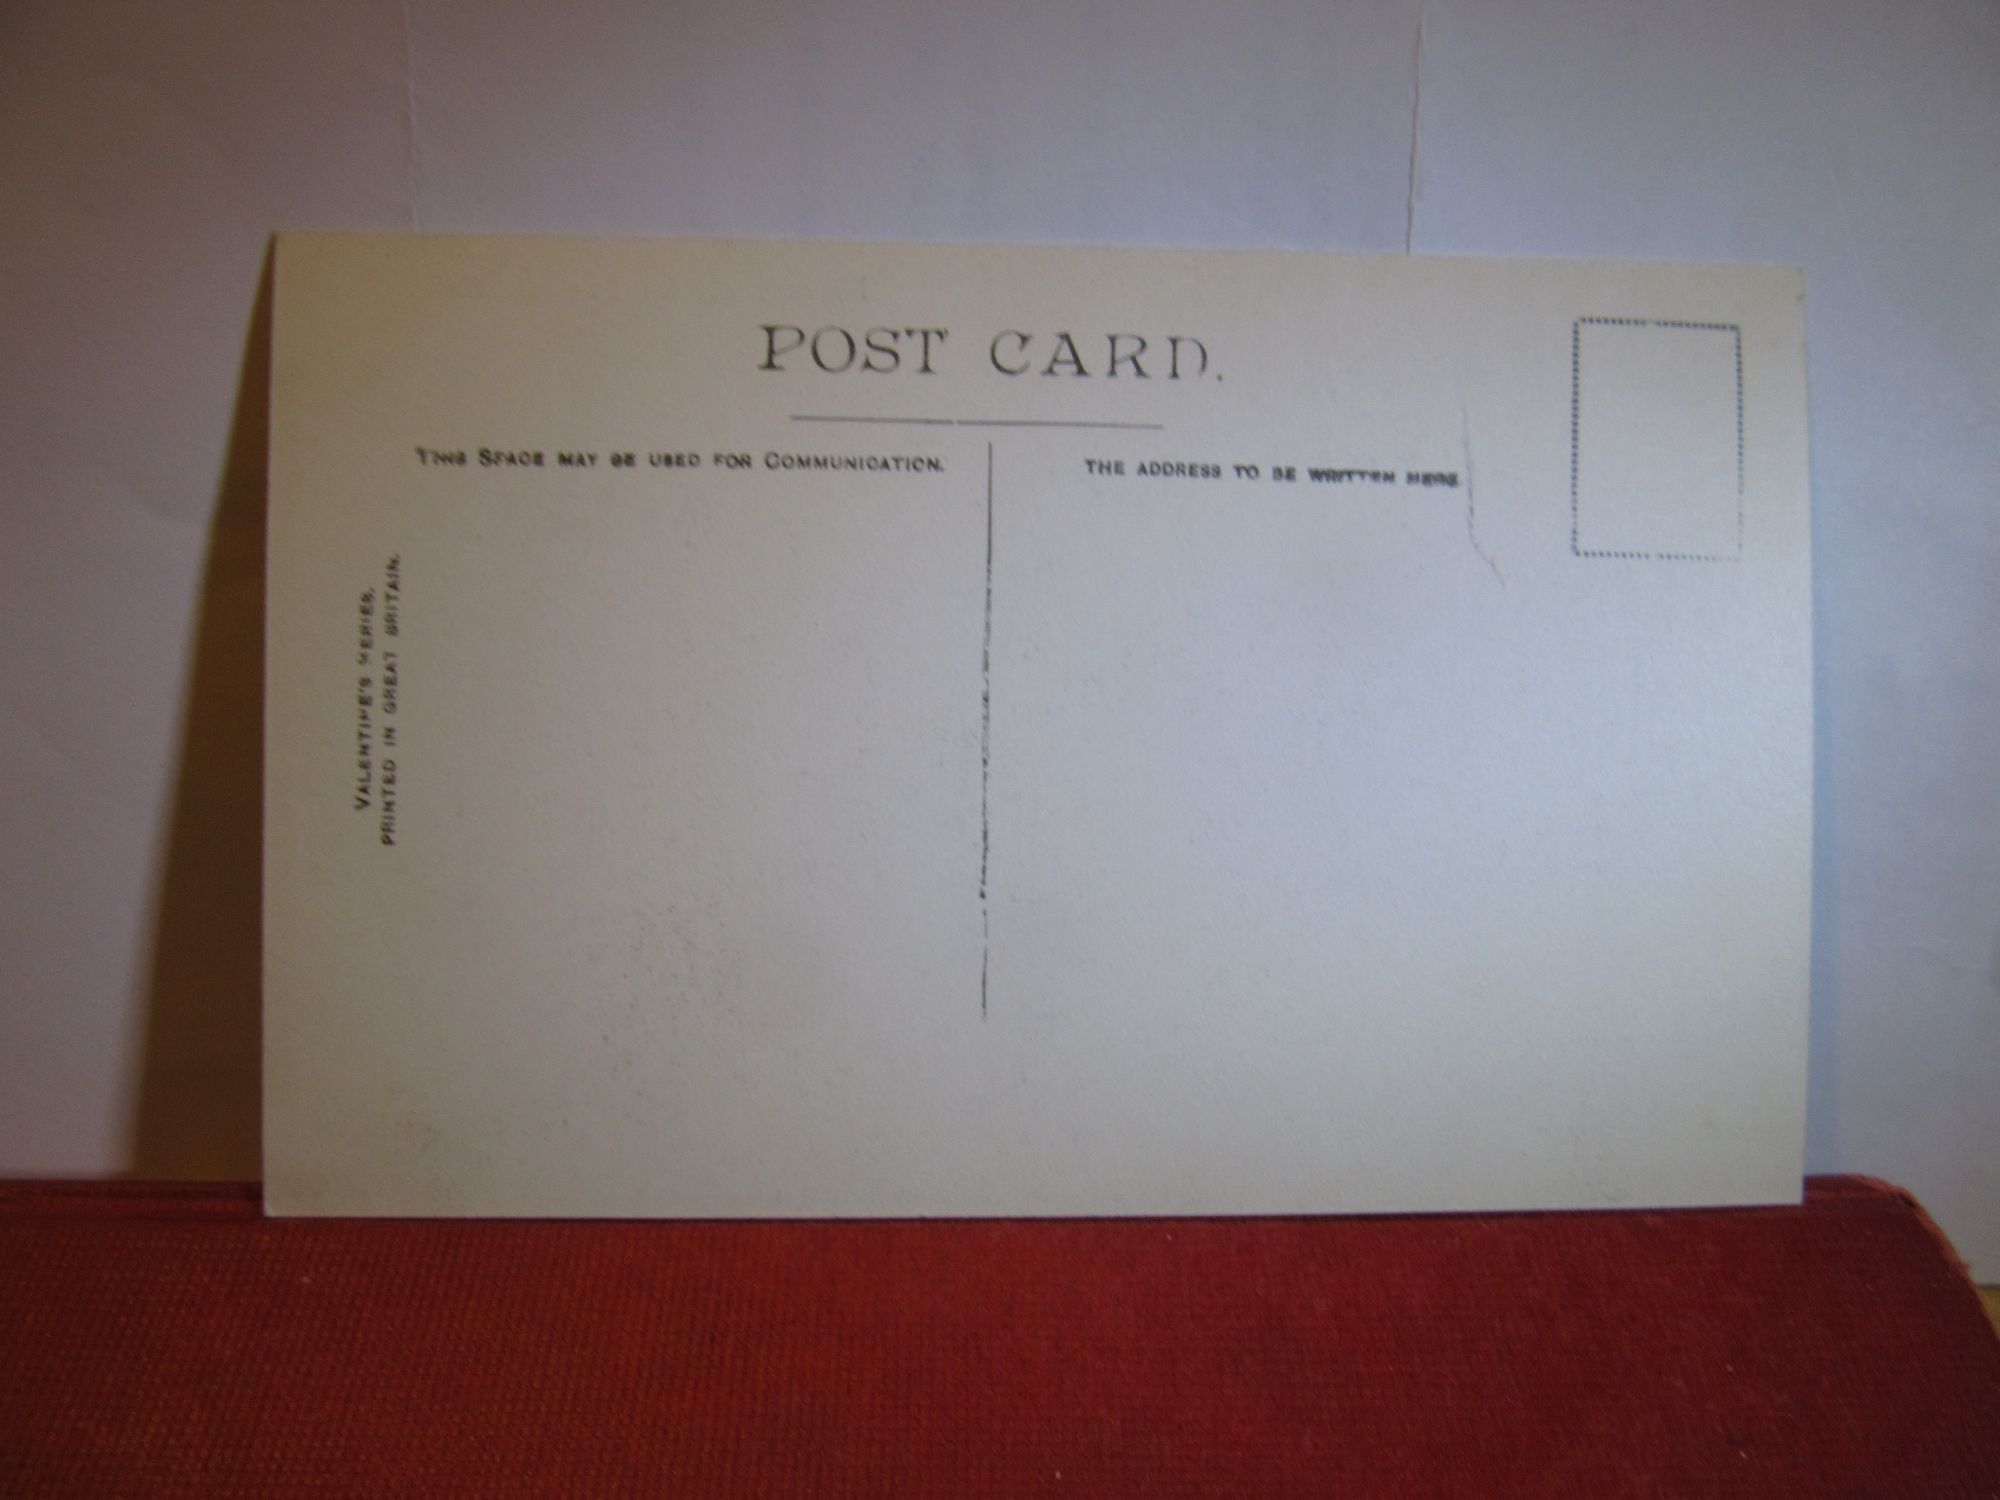 POST CARD.
THIS SPACE MAY BE USED FOR COMMUNICATION.
THE ADDRESS TO BE WRITTEN HERE
VALENTINE'S SERIES.
PRINTED IN GREAT BRITAIN.